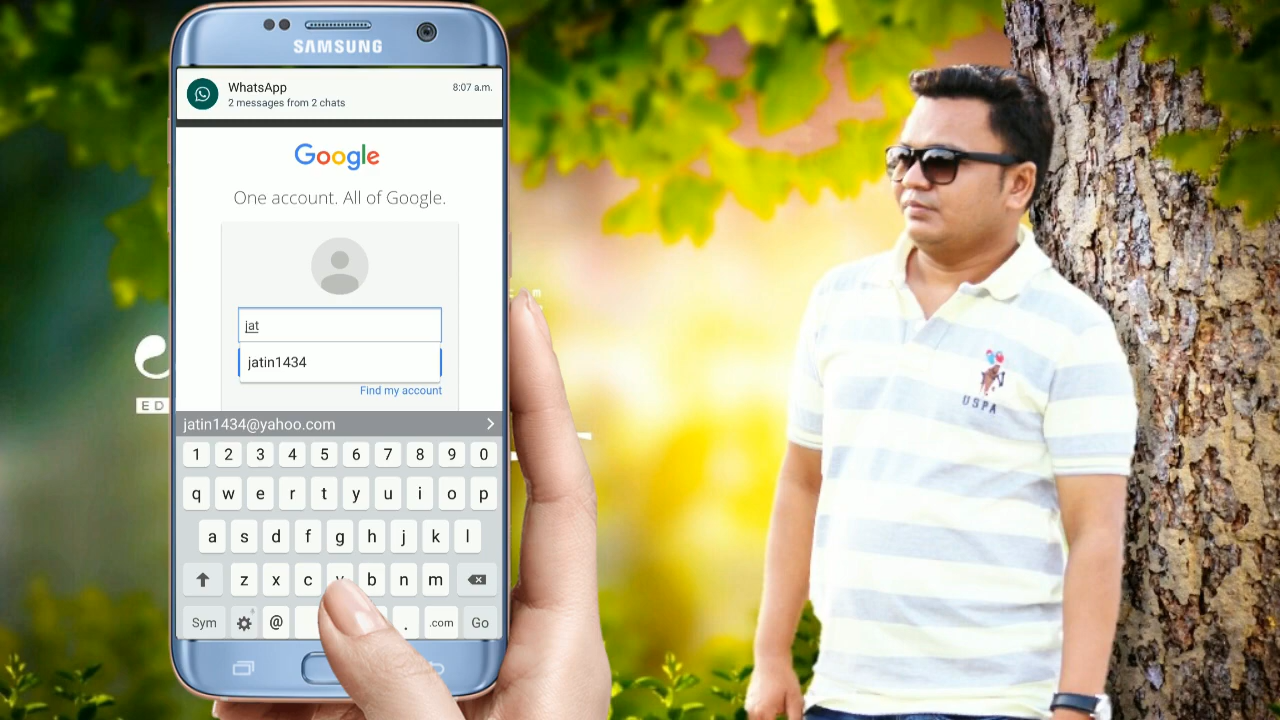 SAMSUNG
WhatsApp
8:07 a.m.
2 messages from 2 chats
Google
One account. All of Google.
jat
jatin1434
Find my account
jatin1434@yahoo.com
1 2 3 4 5 6 7 8 9 0
q w e r t y u i o p
a s d f g h j k l
z x c v b n m
Sym @ . .com Go
ED
USPA